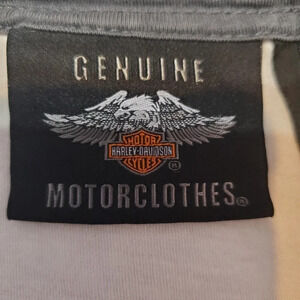 GENUINE
MOTOR
HARLEY-DAVIDSON
CYCLES
®
MOTORCLOTHES®